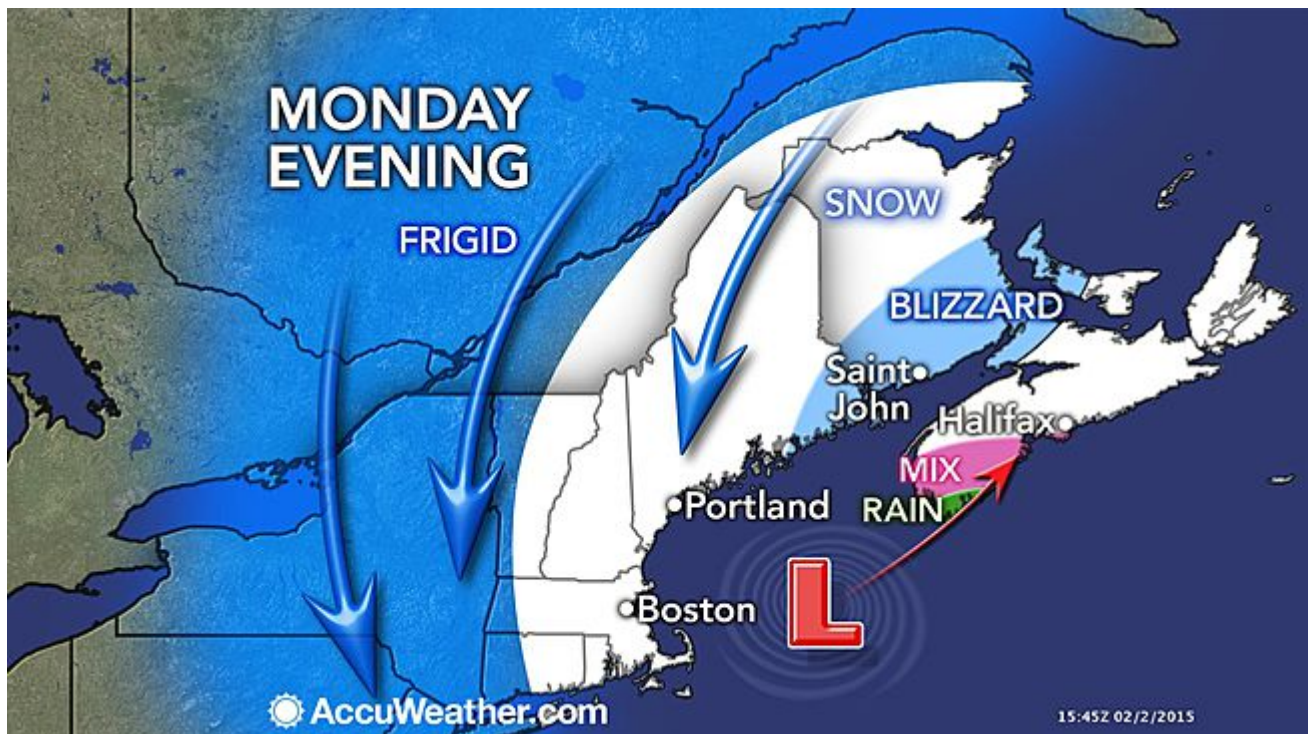 MONDAY
EVENING
FRIGID
SNOW
BLIZZARD
Saint
John
Halifax
MIX
RAIN
Portland
L
Boston
AccuWeather.com
15:45Z 02/2/2015